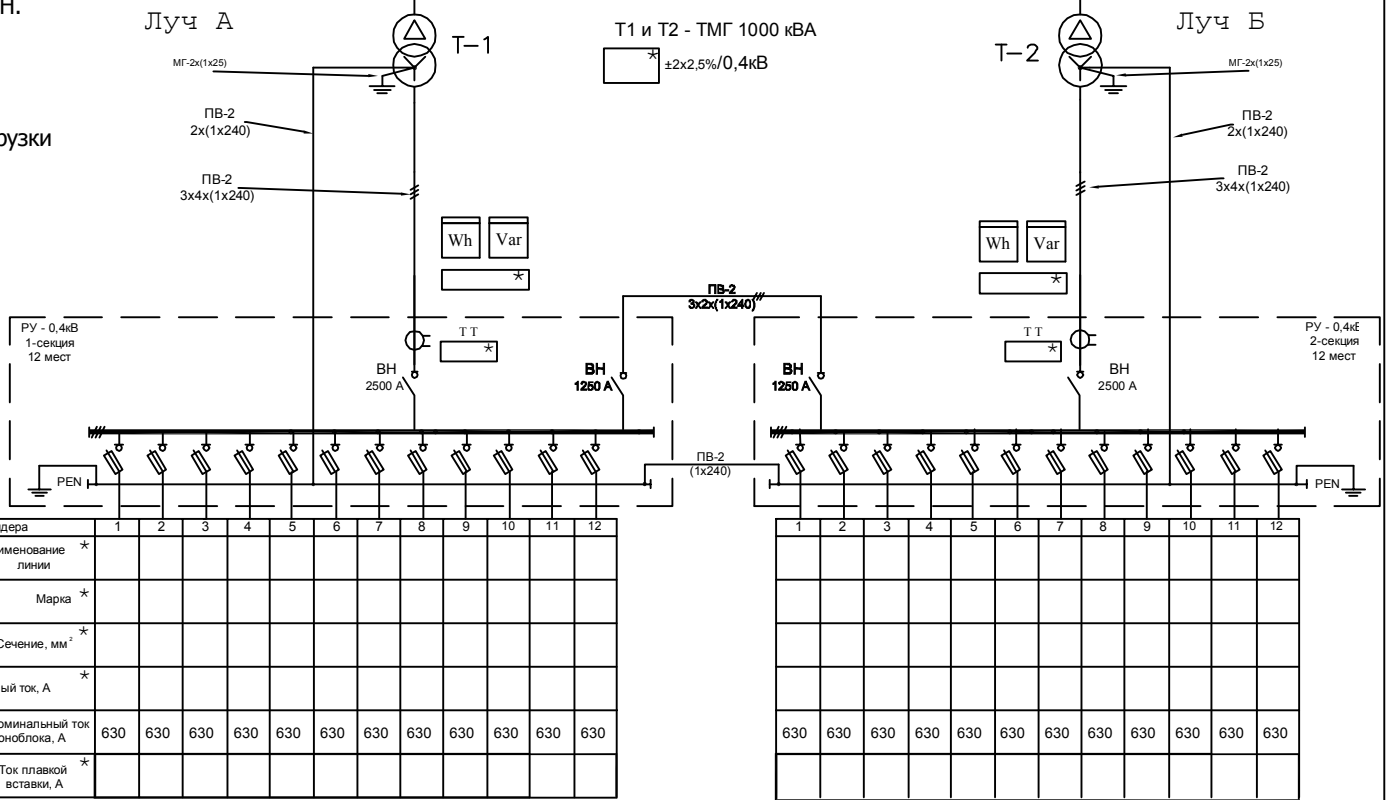 н.
Луч А
Т1 и Т2 - ТМГ 1000 кВА
Луч Б
Т-1
* ±2х2,5%/0,4кВ
Т-2
МГ-2х(1х25)
МГ-2х(1х25)
рузки
ПВ-2
2х(1х240)
ПВ-2
2х(1х240)
ПВ-2
3х4х(1х240)
ПВ-2
3х4х(1х240)
Wh Var
*
Wh Var
*
ПВ-2
3х2х(1х240)
РУ - 0,4кВ
1-секция
12 мест
Т Т
*
ВН
2500 А
ВН
1250 А
ВН
1250 А
Т Т
*
ВН
2500 А
РУ - 0,4кВ
2-секция
12 мест
PEN
ПВ-2
(1х240)
PEN
идера 1 2 3 4 5 6 7 8 9 10 11 12
1 2 3 4 5 6 7 8 9 10 11 12
именование *
линии
Марка *
Сечение, мм² *
ый ток, А *
оминальный ток
оноблока, А
630 630 630 630 630 630 630 630 630 630 630 630
630 630 630 630 630 630 630 630 630 630 630 630
Ток плавкой *
вставки, А